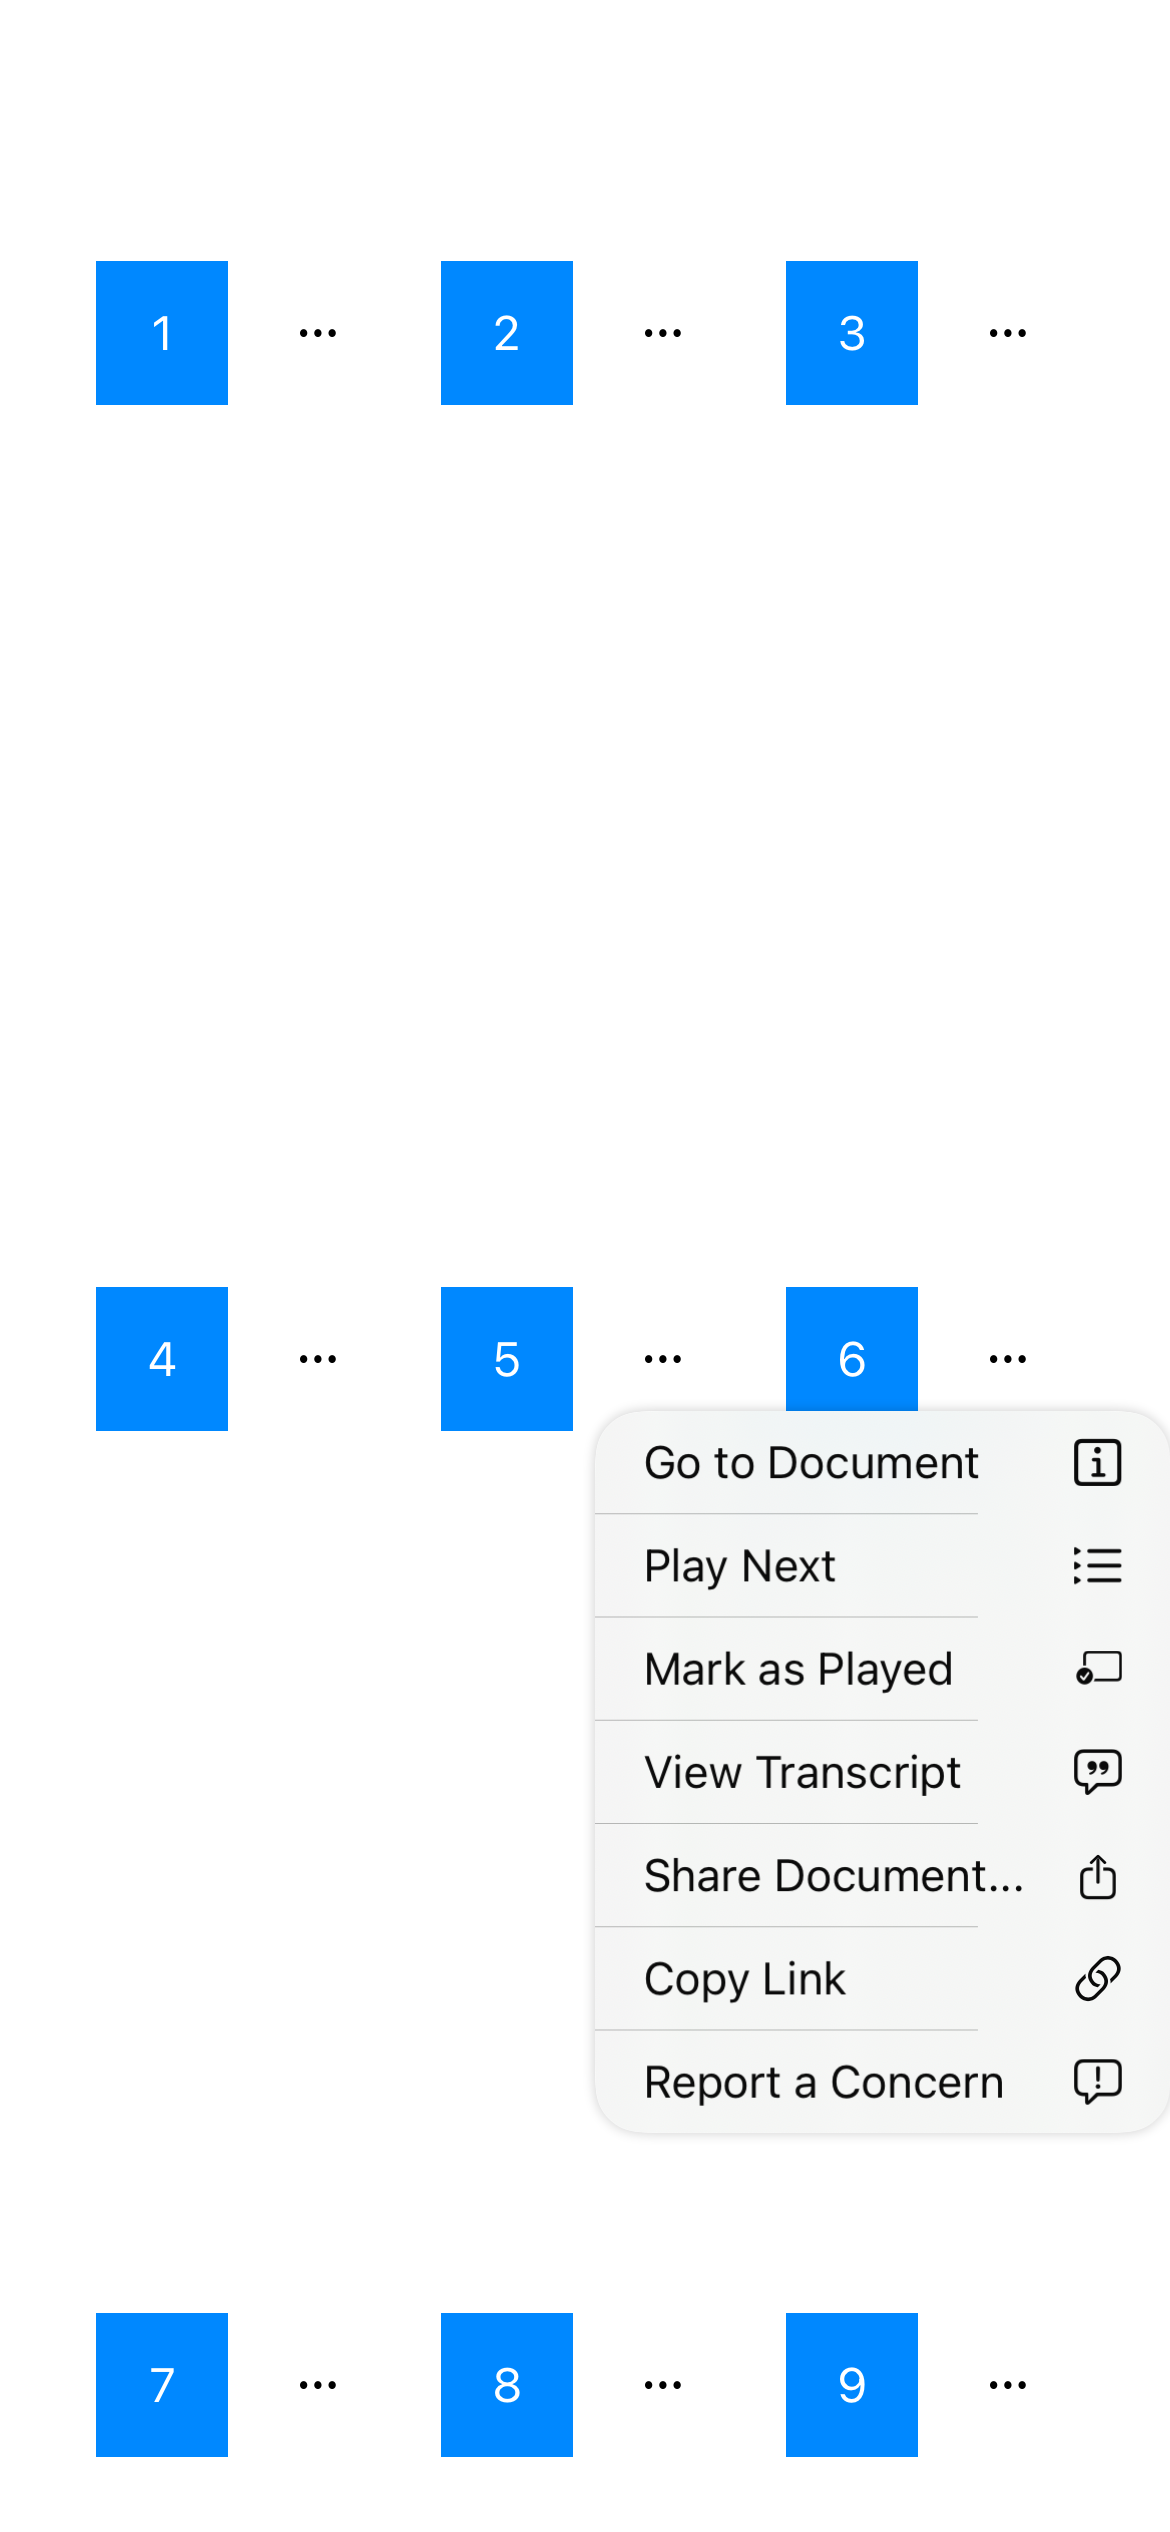 1 ... 2 ... 3 ...
4 ... 5 ... 6 ...
Go to Document
Play Next
Mark as Played
View Transcript
Share Document...
Copy Link
Report a Concern
7 ... 8 ... 9 ...